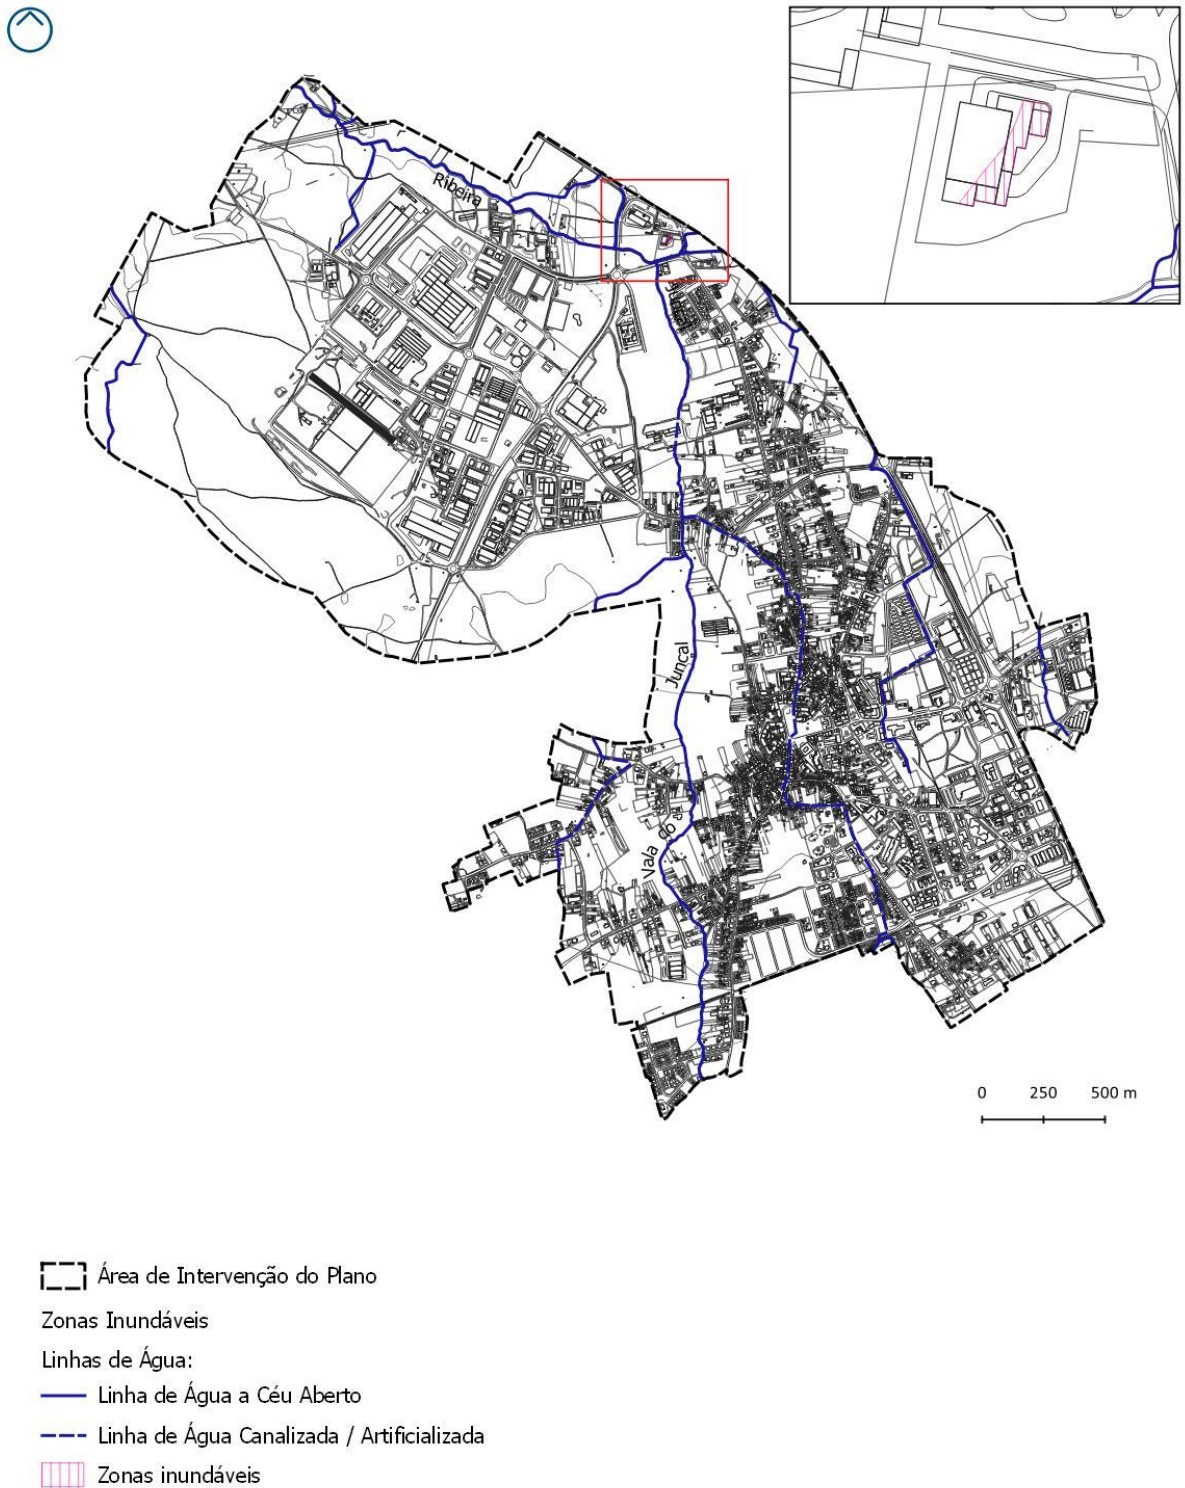 Ribeira
Juncal
Vala do
0 250 500 m
Área de Intervenção do Plano
Zonas Inundáveis
Linhas de Água:
Linha de Água a Céu Aberto
Linha de Água Canalizada / Artificializada
Zonas inundáveis